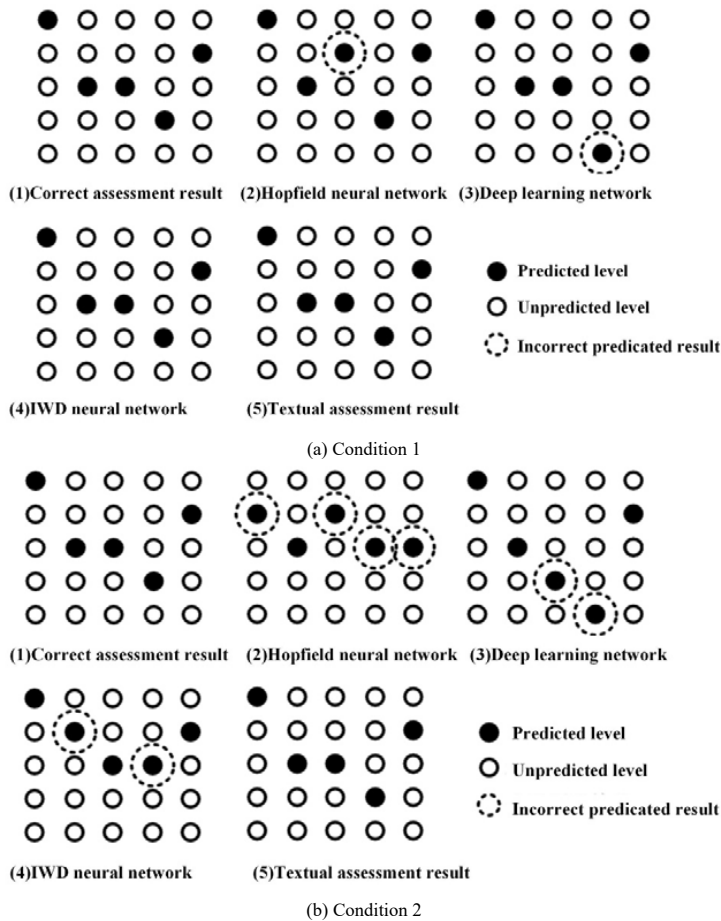 (1)Correct assessment result (2)Hopfield neural network (3)Deep learning network
Predicted level
Unpredicted level
Incorrect predicated result
(4)IWD neural network (5)Textual assessment result
(a) Condition 1
(1)Correct assessment result (2)Hopfield neural network (3)Deep learning network
Predicted level
Unpredicted level
Incorrect predicated result
(4)IWD neural network (5)Textual assessment result
(b) Condition 2